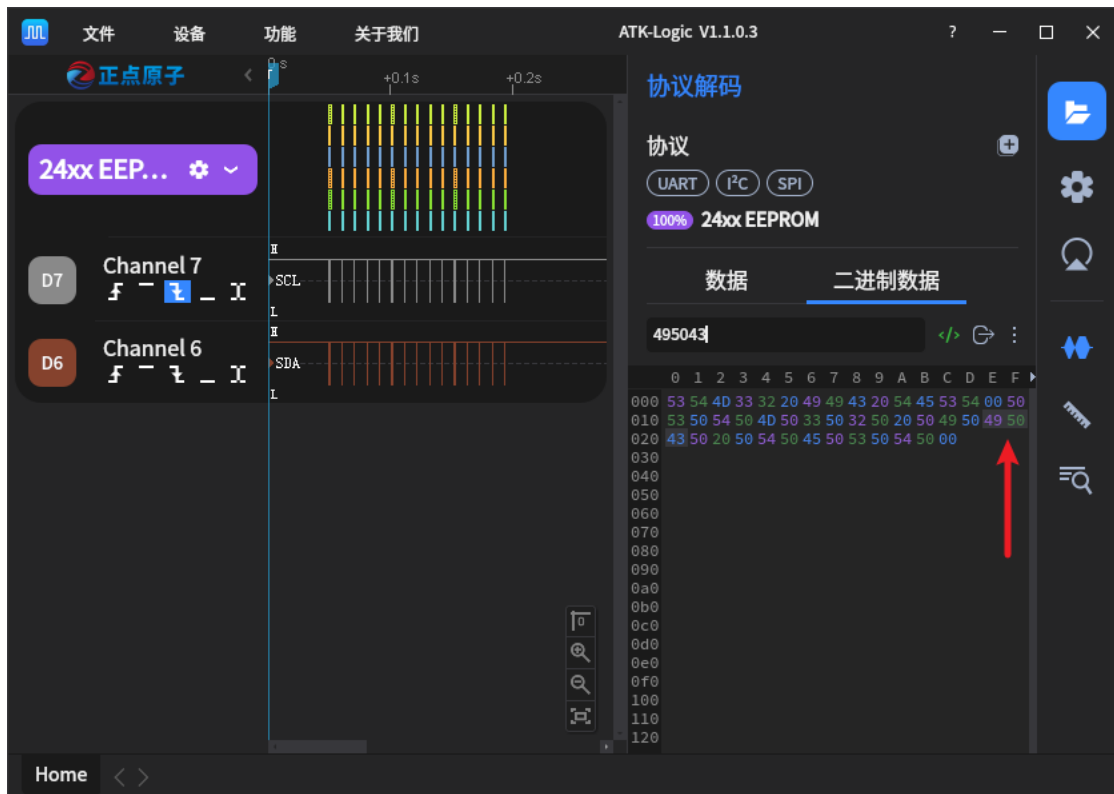 文件 设备 功能 关于我们 ATK-Logic V1.1.0.3 ?
正点原子
0 s +0.1s +0.2s
T
24xx EEP...
D7
Channel 7
H
SCL
L
D6
Channel 6
H
SDA
L
协议解码
协议
UART I²C SPI
100% 24xx EEPROM
数据 二进制数据
495043
0 1 2 3 4 5 6 7 8 9 A B C D E F
000 53 54 4D 33 32 20 49 49 43 20 54 45 53 54 00 50
010 53 50 54 50 4D 50 33 50 32 50 20 50 49 50 49 50
020 43 50 20 50 54 50 45 50 53 50 54 50 00
030
040
050
060
070
080
090
0a0
0b0
0c0
0d0
0e0
0f0
100
110
120
Home